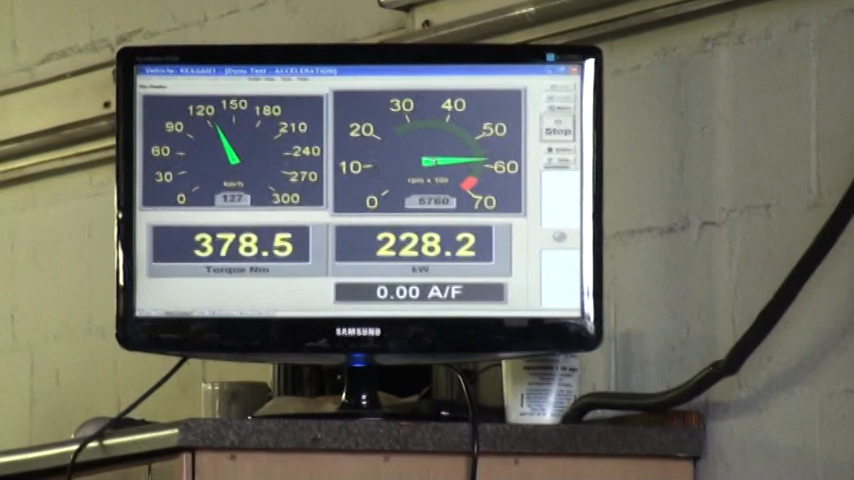 Vehicle: REAGAN1 - [Dyno Test - ACCELERATION]
0 30 60 90 120 150 180 210 240 270 300
km/h
127
0 10 20 30 40 50 60 70
rpm x 100
5760
Stop
378.5
Torque Nm
228.2
kW
0.00 A/F
SAMSUNG